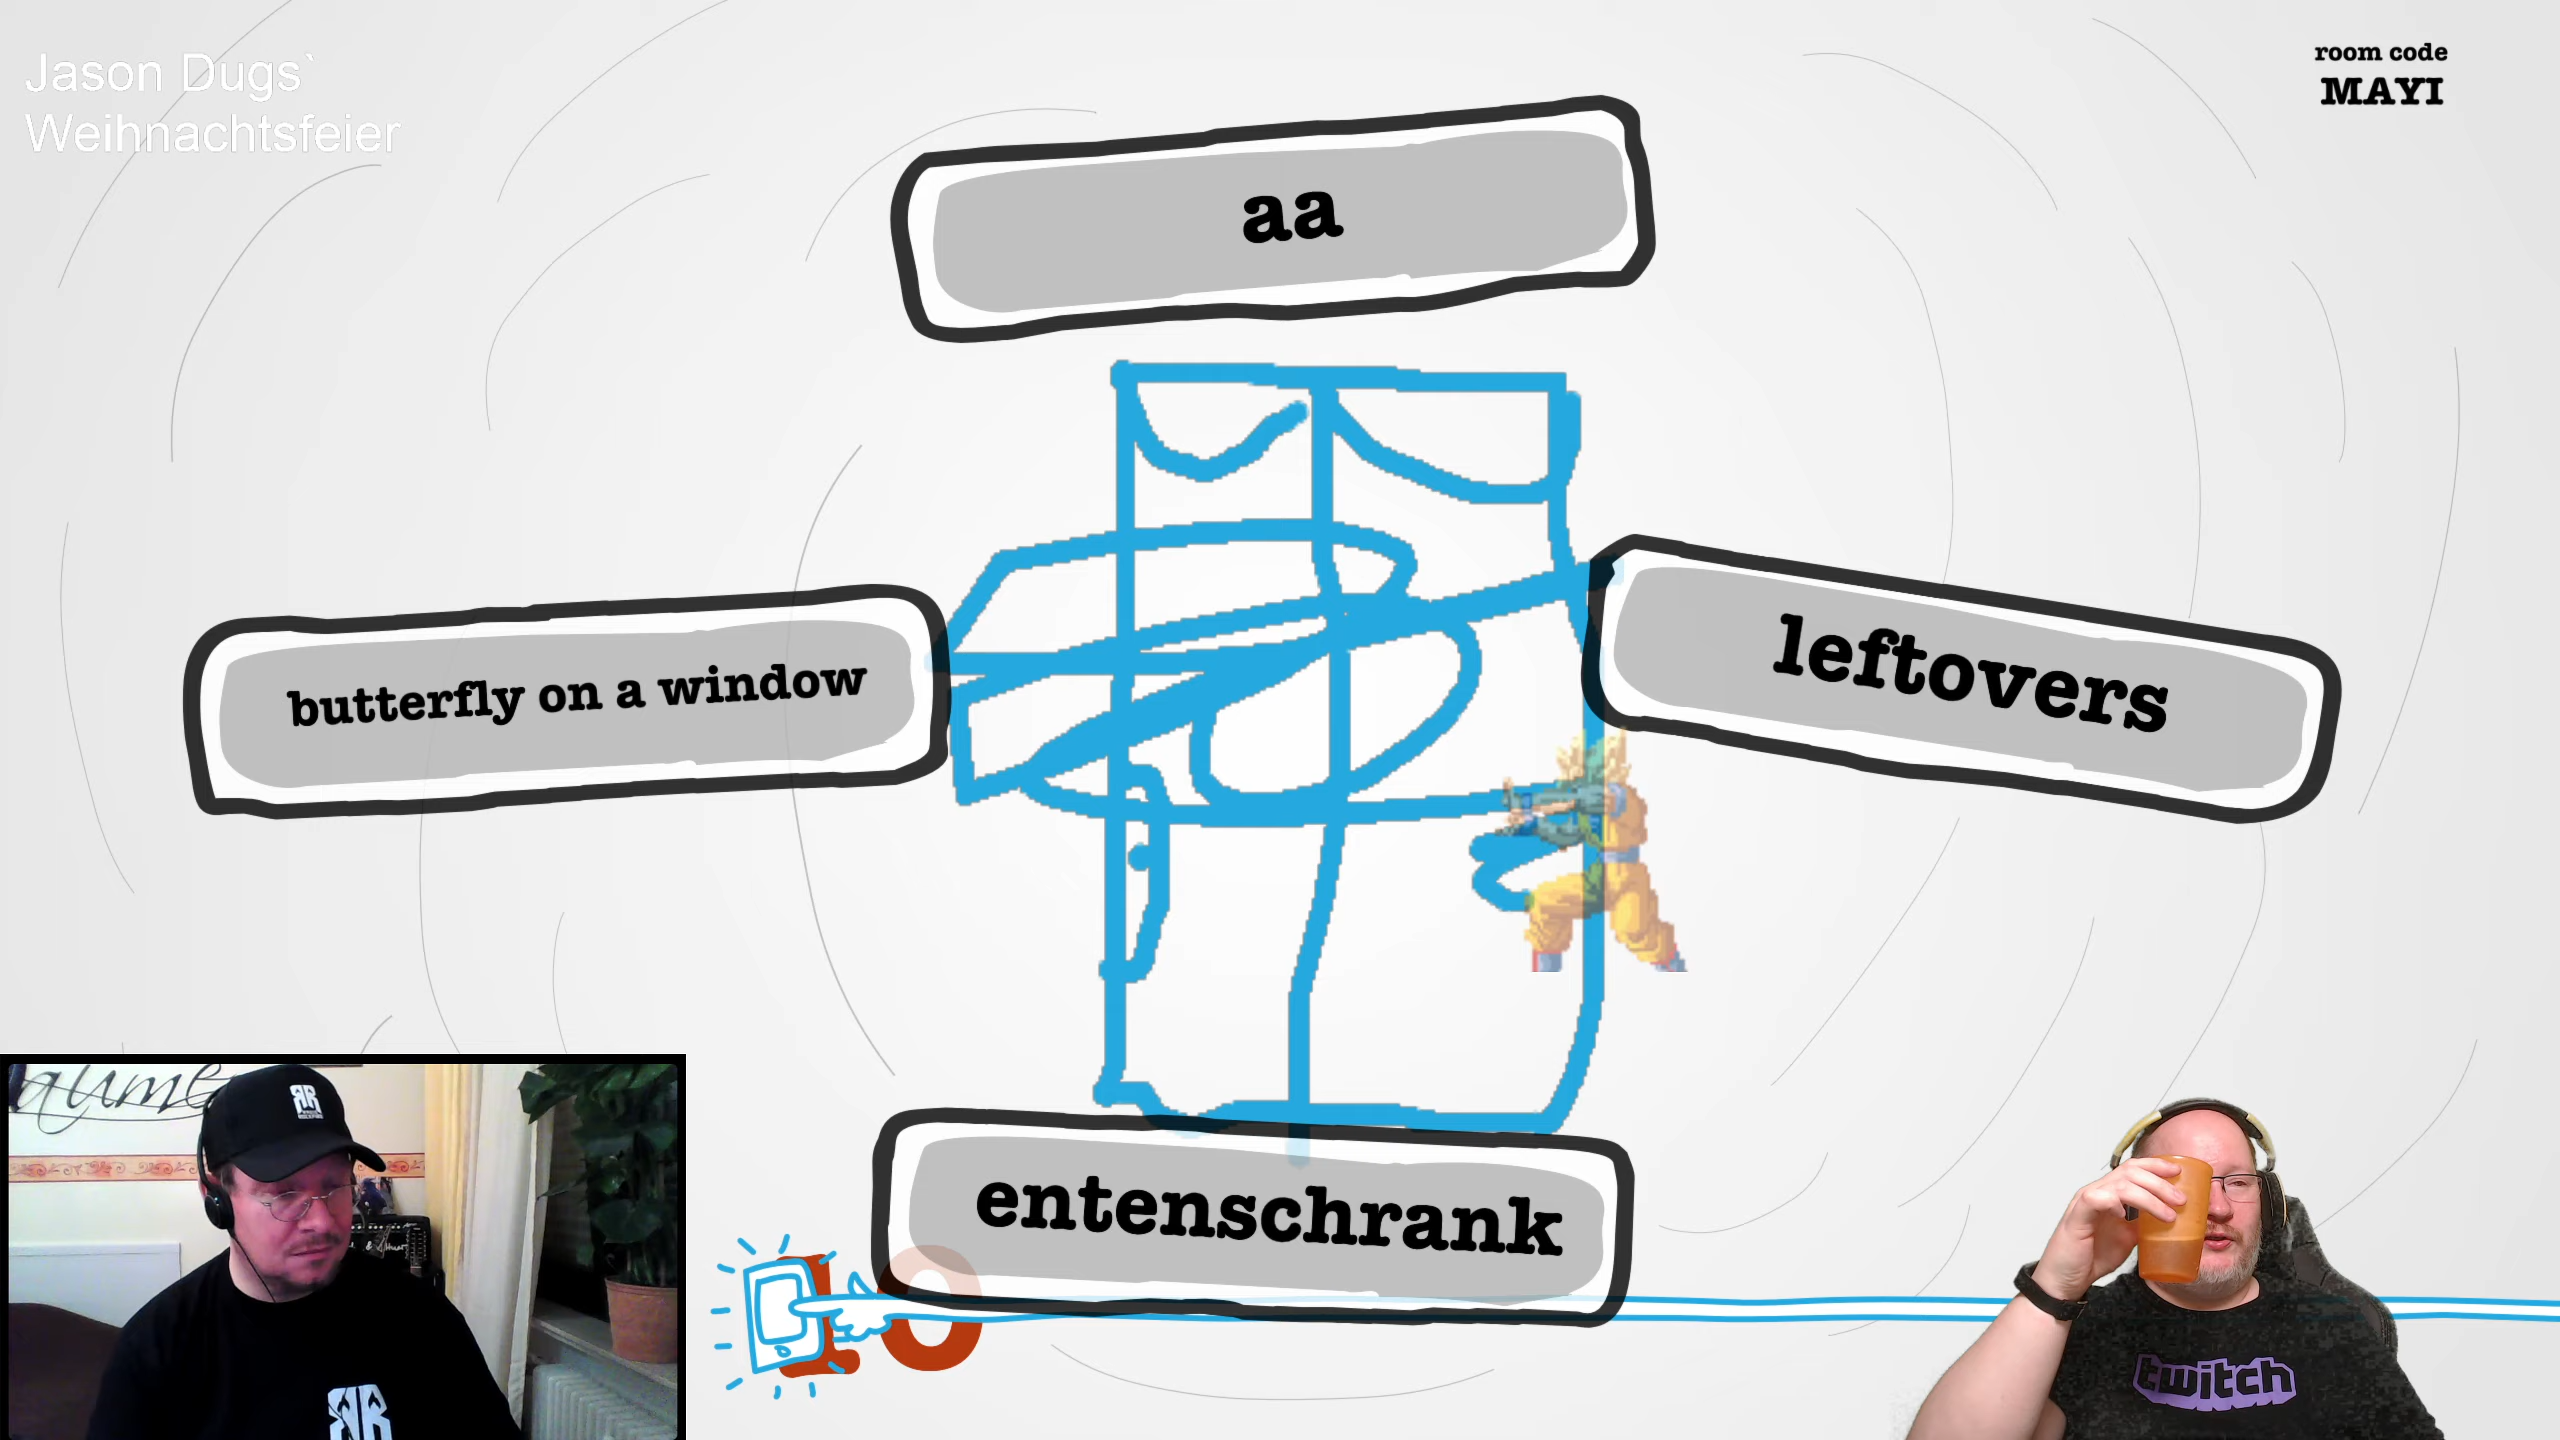 Jason Dugs`
Weihnachtsfeier
room code
MAYI
aa
butterfly on a window
leftovers
entenschrank
twitch